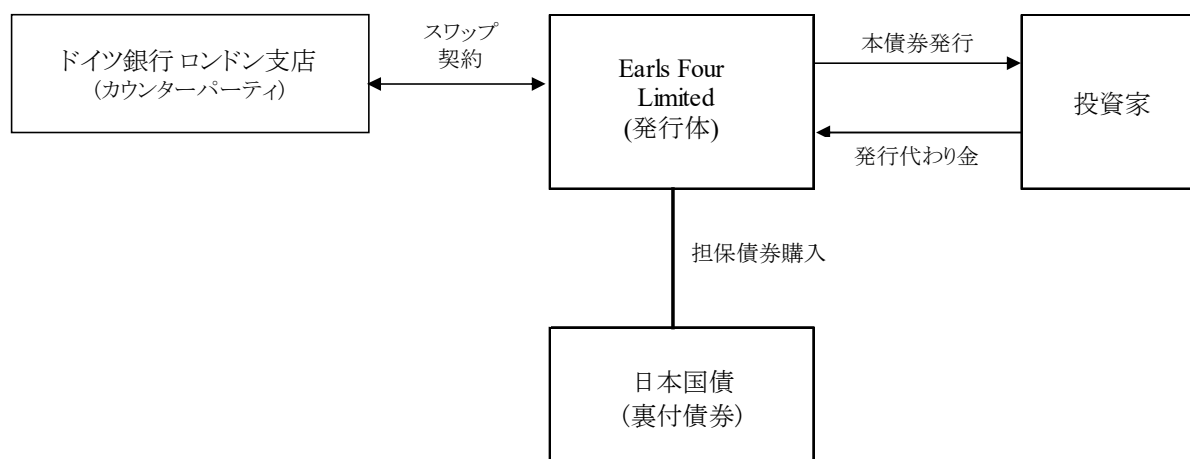 ドイツ銀行 ロンドン支店
(カウンターパーティ)
スワップ
契約
Earls Four
Limited
(発行体)
本債券発行
発行代わり金
投資家
担保債券購入
日本国債
(裏付債券)